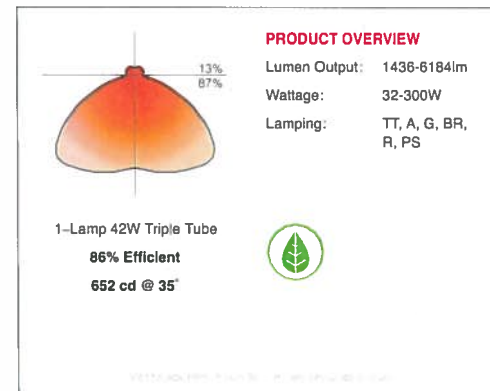 13%
87%
1-Lamp 42W Triple Tube
86% Efficient
652 cd @ 35°
PRODUCT OVERVIEW
Lumen Output: 1436-6184lm
Wattage: 32-300W
Lamping: TT, A, G, BR,
R, PS